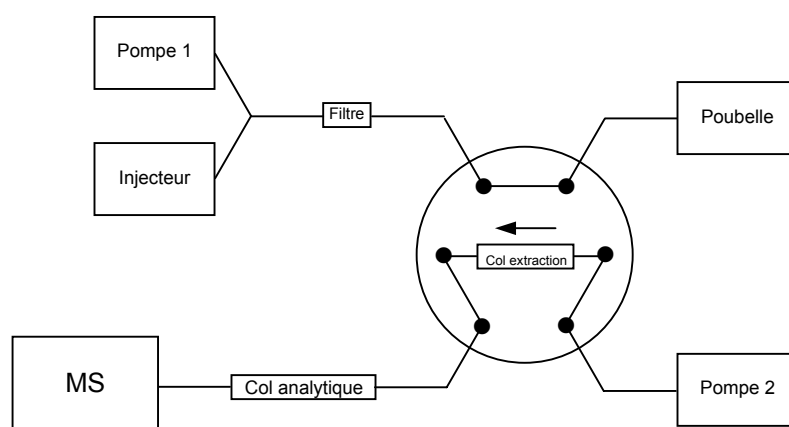 Pompe 1
Filtre
Poubelle
Injecteur
Col extraction
MS
Col analytique
Pompe 2